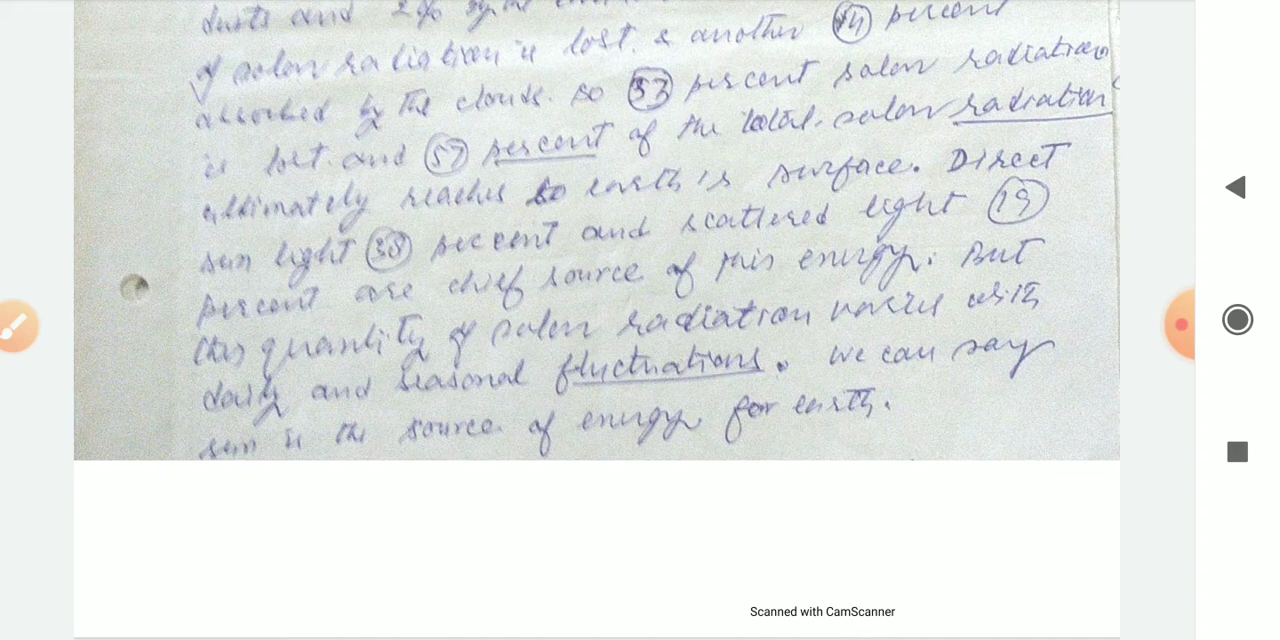 dusts and 2% by the
of solar radiation is lost. & another 14 percent
absorbed by the clouds. so 53 percent solar radiation
is lost. and 57 percent of the total solar radiation
ultimately reaches to earth is surface. Direct
sun light 38 percent and scattered light 19
percent are chief source of this energy. But
this quantity of solar radiation varies with
daily and seasonal fluctuations. We can say
sun is the source of energy for earth.
Scanned with CamScanner